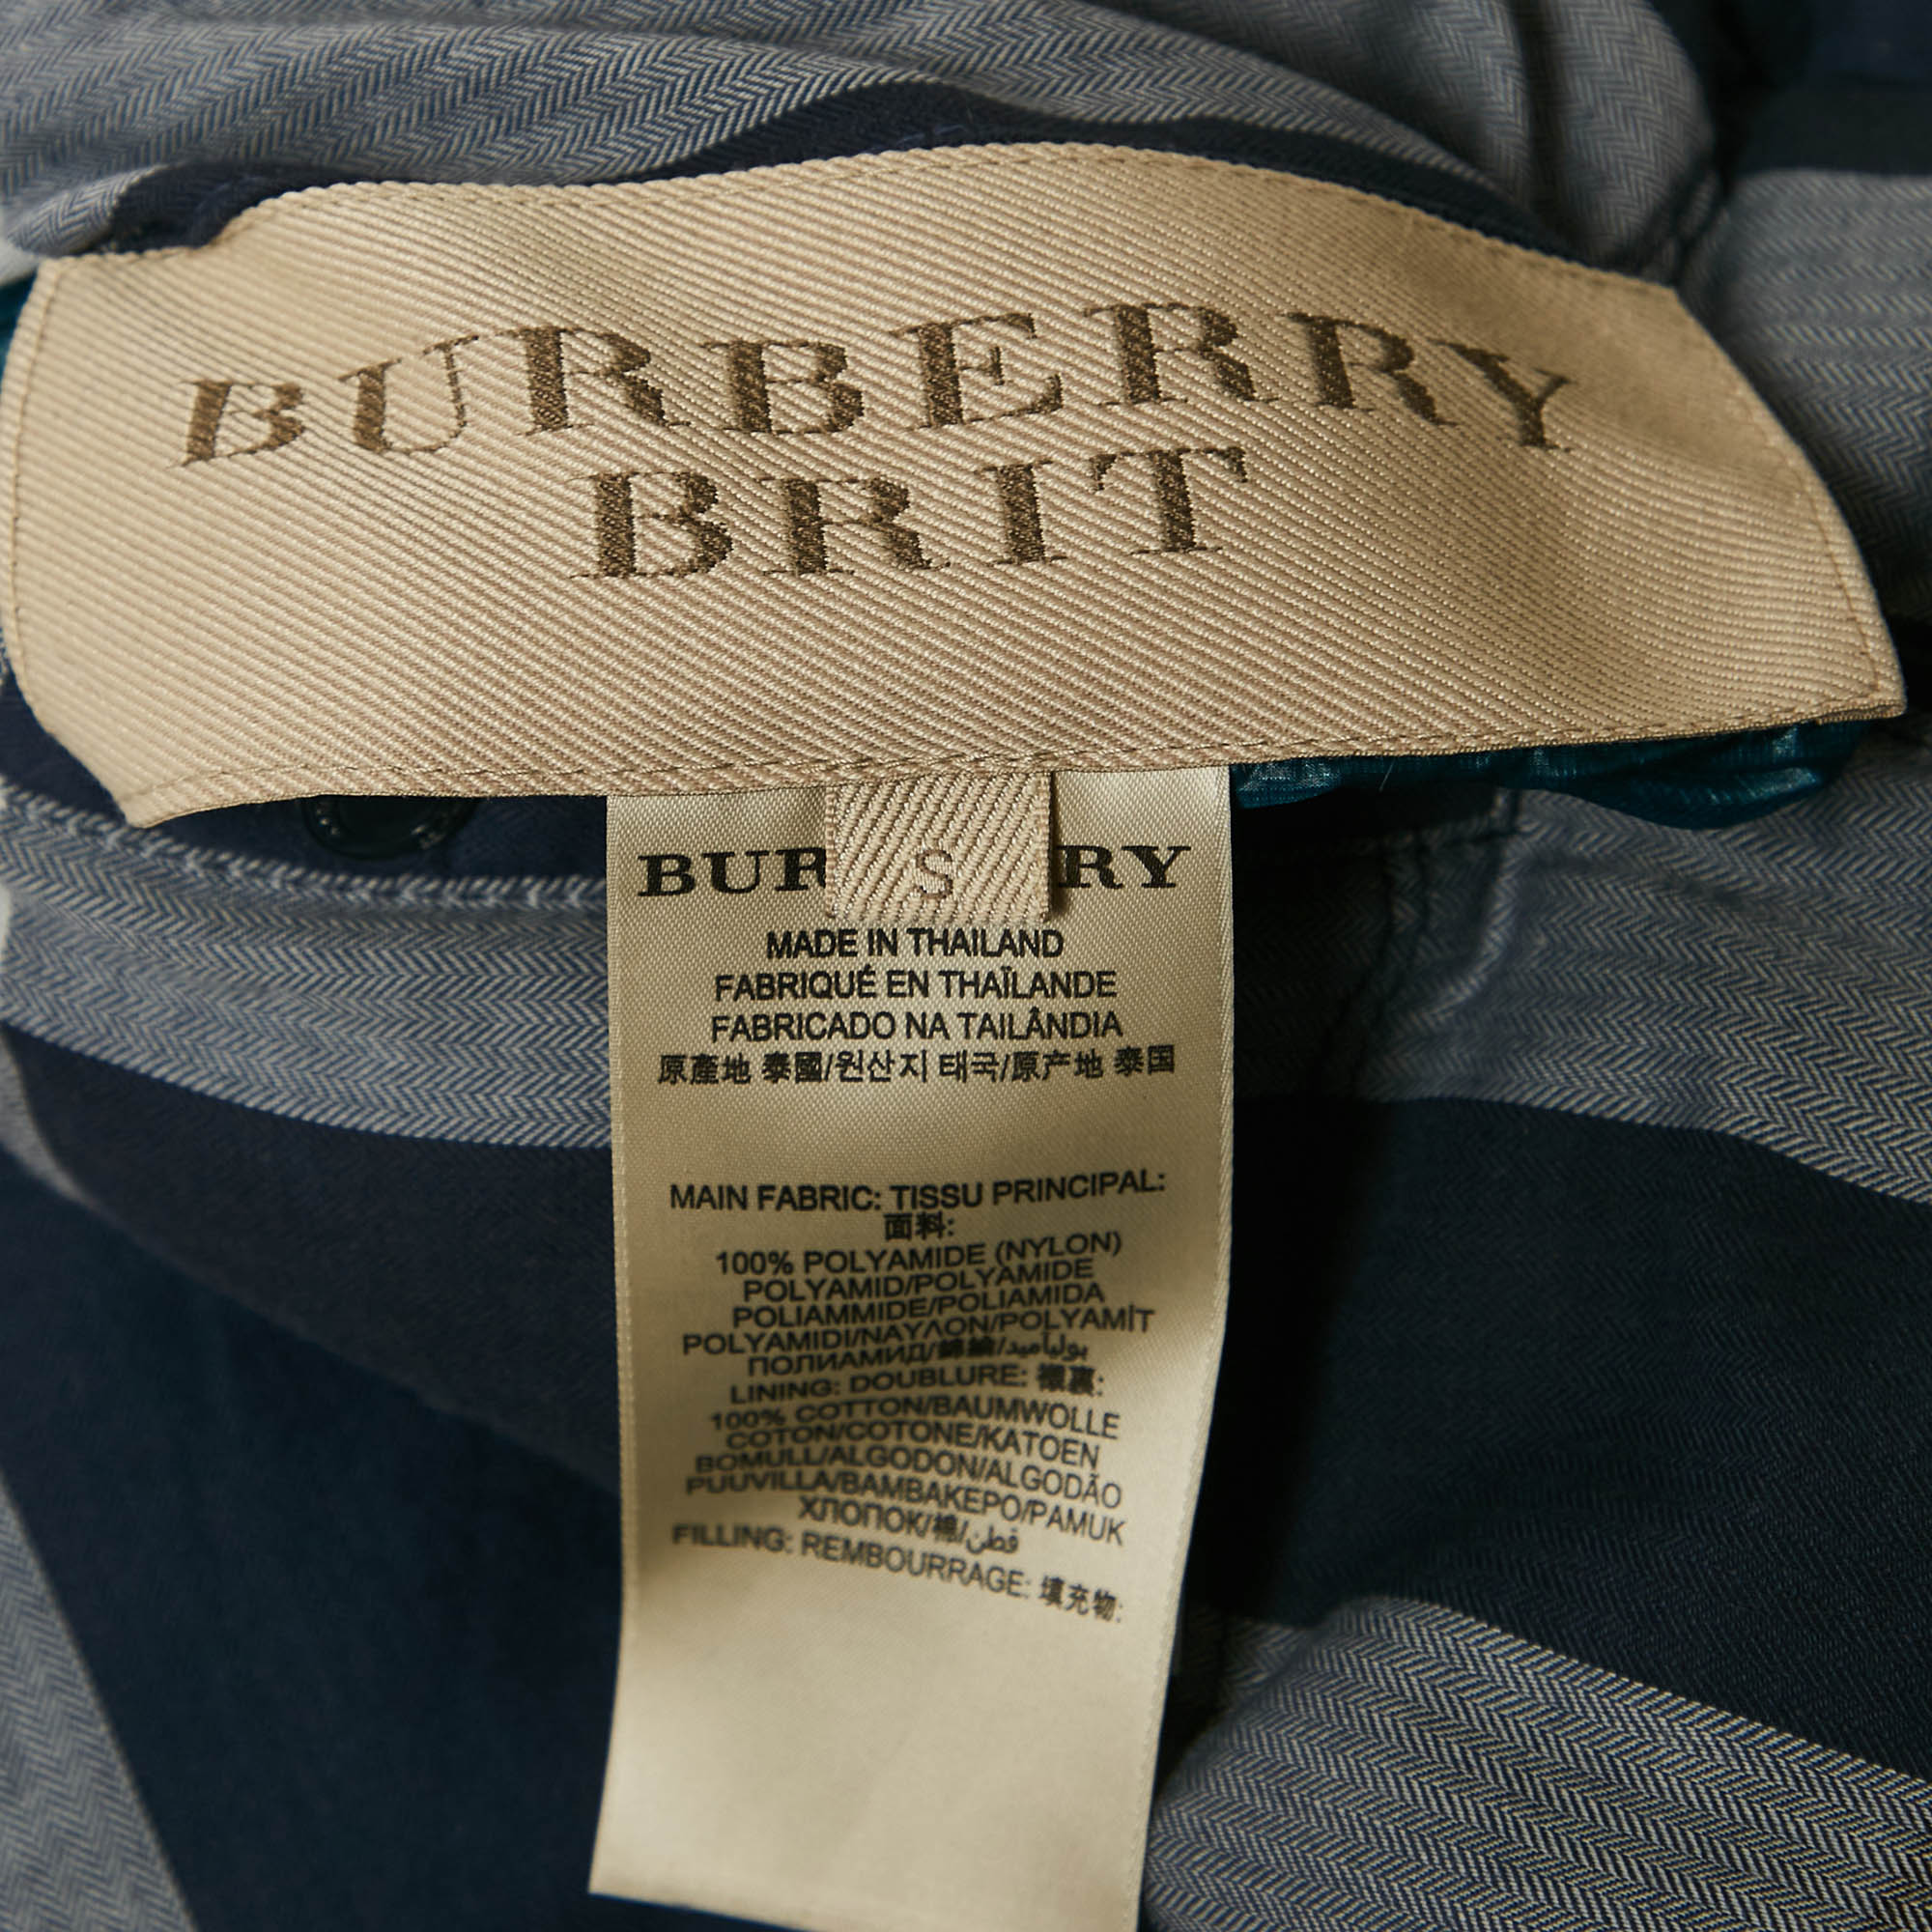 BURBERRY
BRIT
S
BUR RY
MADE IN THAILAND
FABRIQUÉ EN THAÏLANDE
FABRICADO NA TAILÂNDIA
原產地 泰國/원산지 태국/原产地 泰国
MAIN FABRIC: TISSU PRINCIPAL:
面料:
100% POLYAMIDE (NYLON)
POLYAMID/POLYAMIDE
POLIAMMIDE/POLIAMIDA
POLYAMIDI/ΝΑΥΛΟΝ/POLYAMİT
ПОЛИАМИД/錦綸/بولياميد
LINING: DOUBLURE: 襯裏:
100% COTTON/BAUMWOLLE
COTON/COTONE/KATOEN
BOMULL/ALGODON/ALGODÃO
PUUVILLA/BAMBAKEPO/PAMUK
ХЛОПОК/棉/قطن
FILLING: REMBOURRAGE: 填充物: